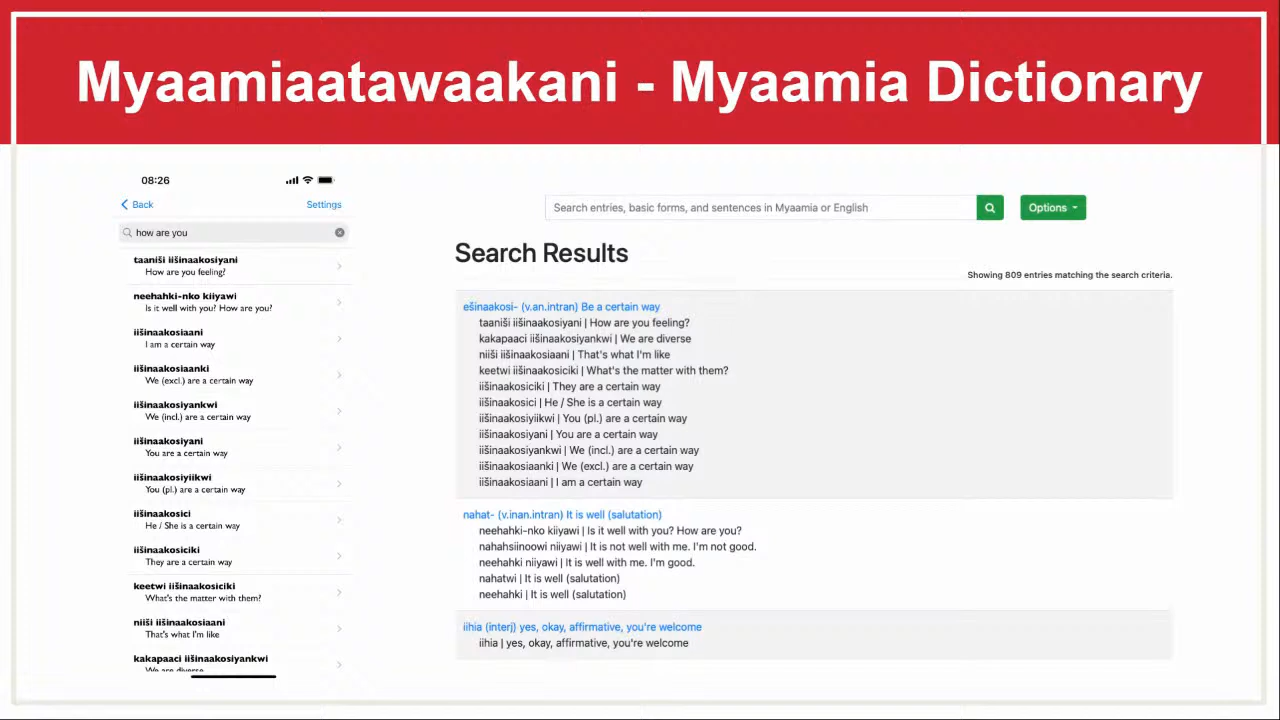 Myaamiaatawaakani - Myaamia Dictionary
08:26
Back
Settings
how are you
taaniši iišinaakosiyani
How are you feeling?
neehahki-nko kiiyawi
Is it well with you? How are you?
iišinaakosiaani
I am a certain way
iišinaakosiaanki
We (excl.) are a certain way
iišinaakosiyankwi
We (incl.) are a certain way
iišinaakosiyani
You are a certain way
iišinaakosiyiikwi
You (pl.) are a certain way
iišinaakosici
He / She is a certain way
iišinaakosiciki
They are a certain way
keetwi iišinaakosiciki
What's the matter with them?
niiši iišinaakosiaani
That's what I'm like
kakapaaci iišinaakosiyankwi
We are diverse
Search entries, basic forms, and sentences in Myaamia or English
Options
Search Results
Showing 809 entries matching the search criteria.
ešinaakosi- (v.an.intran) Be a certain way
taaniši iišinaakosiyani | How are you feeling?
kakapaaci iišinaakosiyankwi | We are diverse
niiši iišinaakosiaani | That's what I'm like
keetwi iišinaakosiciki | What's the matter with them?
iišinaakosiciki | They are a certain way
iišinaakosici | He / She is a certain way
iišinaakosiyiikwi | You (pl.) are a certain way
iišinaakosiyani | You are a certain way
iišinaakosiyankwi | We (incl.) are a certain way
iišinaakosiaanki | We (excl.) are a certain way
iišinaakosiaani | I am a certain way
nahat- (v.inan.intran) It is well (salutation)
neehahki-nko kiiyawi | Is it well with you? How are you?
nahahsiinoowi niiyawi | It is not well with me. I'm not good.
neehahki niiyawi | It is well with me. I'm good.
nahatwi | It is well (salutation)
neehahki | It is well (salutation)
iihia (interj) yes, okay, affirmative, you're welcome
iihia | yes, okay, affirmative, you're welcome